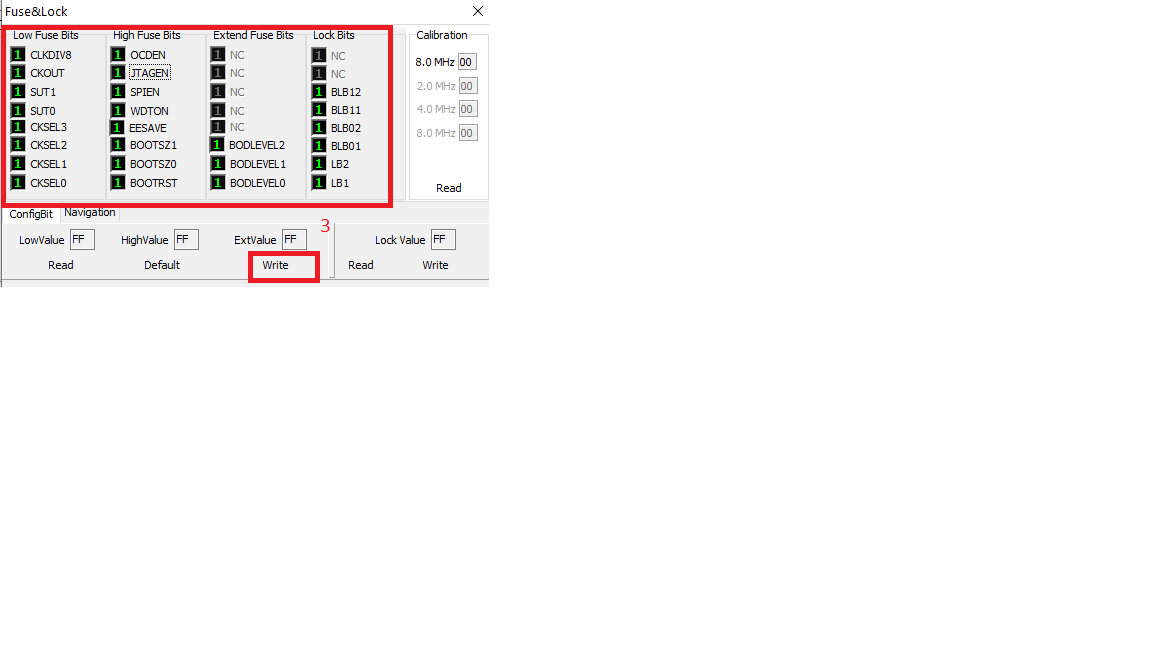 Fuse&Lock
Low Fuse Bits High Fuse Bits Extend Fuse Bits Lock Bits Calibration
1 CLKDIV8 1 OCDEN 1 NC 1 NC 8.0 MHz 00
1 CKOUT 1 JTAGEN 1 NC 1 NC
1 SUT1 1 SPIEN 1 NC 1 BLB12 2.0 MHz 00
1 SUT0 1 WDTON 1 NC 1 BLB11 4.0 MHz 00
1 CKSEL3 1 EESAVE 1 NC 1 BLB02 8.0 MHz 00
1 CKSEL2 1 BOOTSZ1 1 BODLEVEL2 1 BLB01
1 CKSEL1 1 BOOTSZ0 1 BODLEVEL1 1 LB2
1 CKSEL0 1 BOOTRST 1 BODLEVEL0 1 LB1 Read
ConfigBit Navigation
3
LowValue FF HighValue FF ExtValue FF Lock Value FF
Read Default Write Read Write